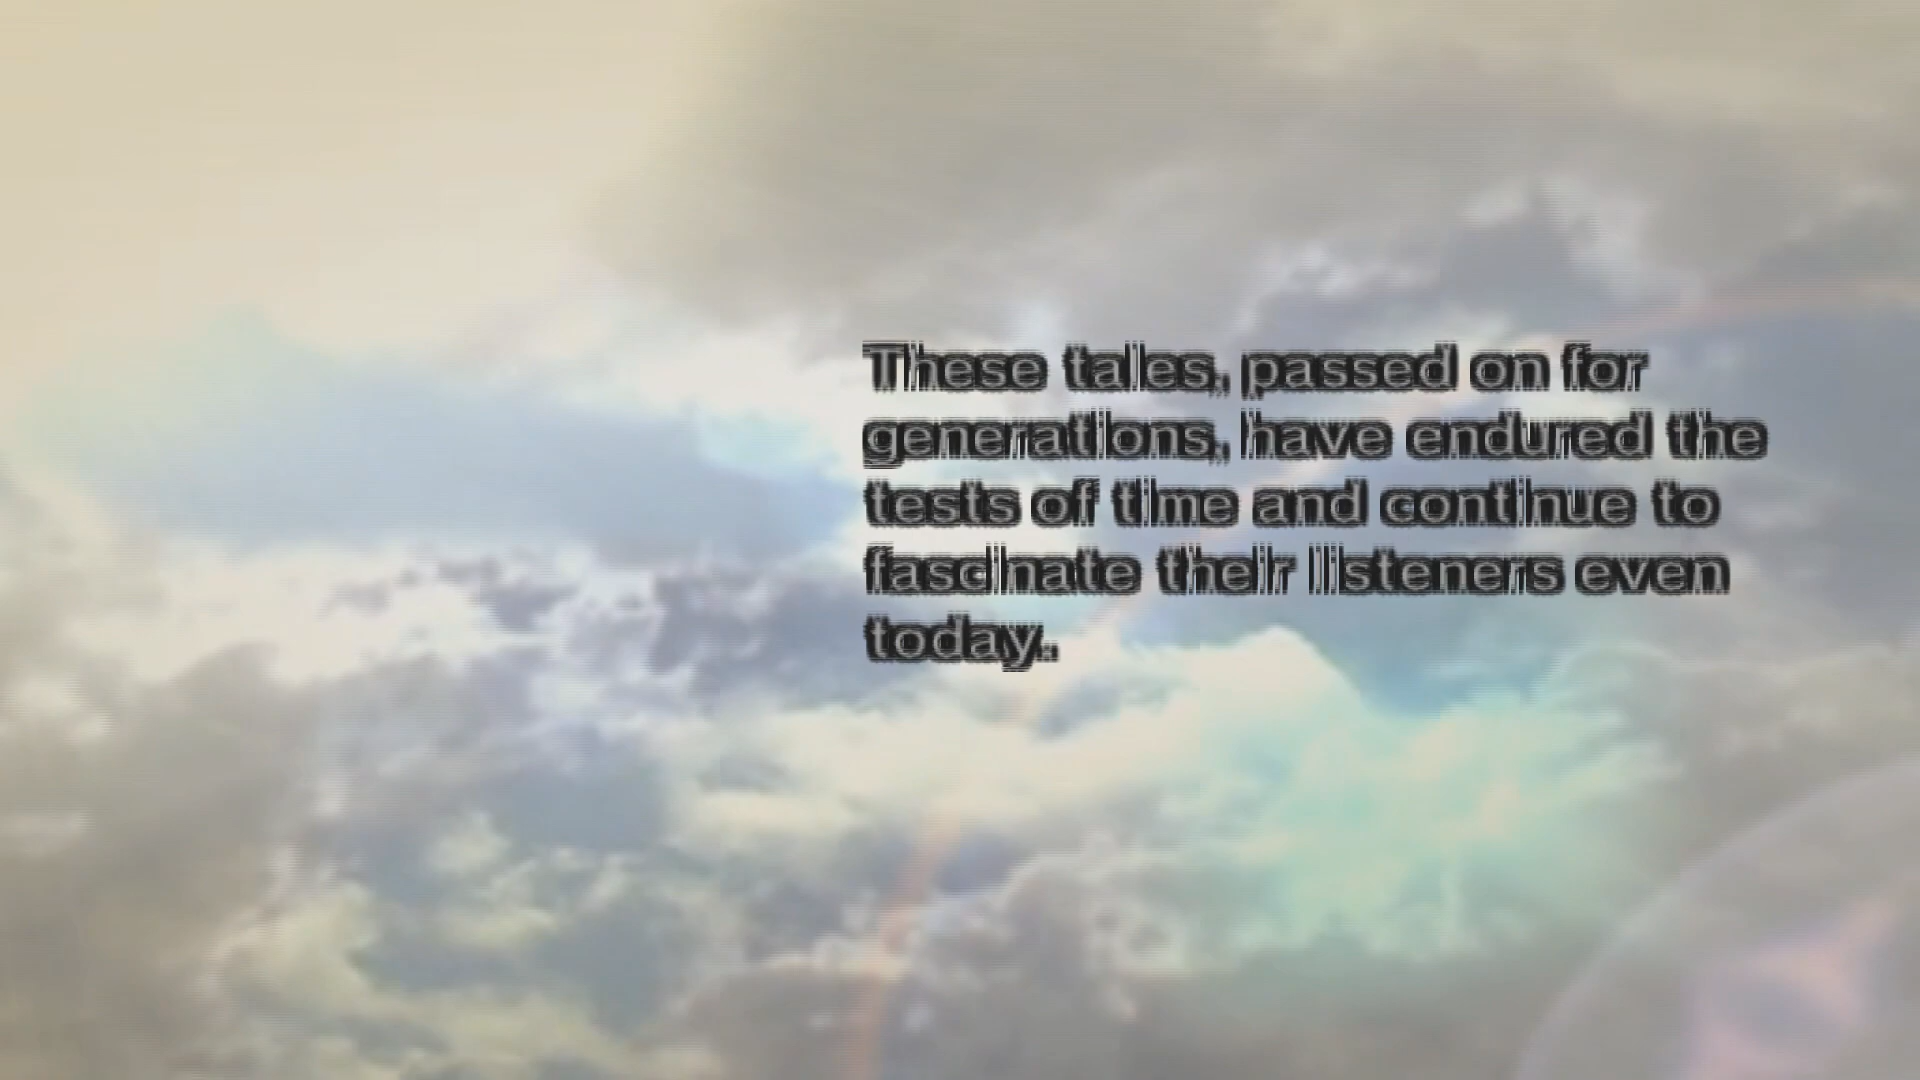 These tales, passed on for
generations, have endured the
tests of time and continue to
fascinate their listeners even
today.